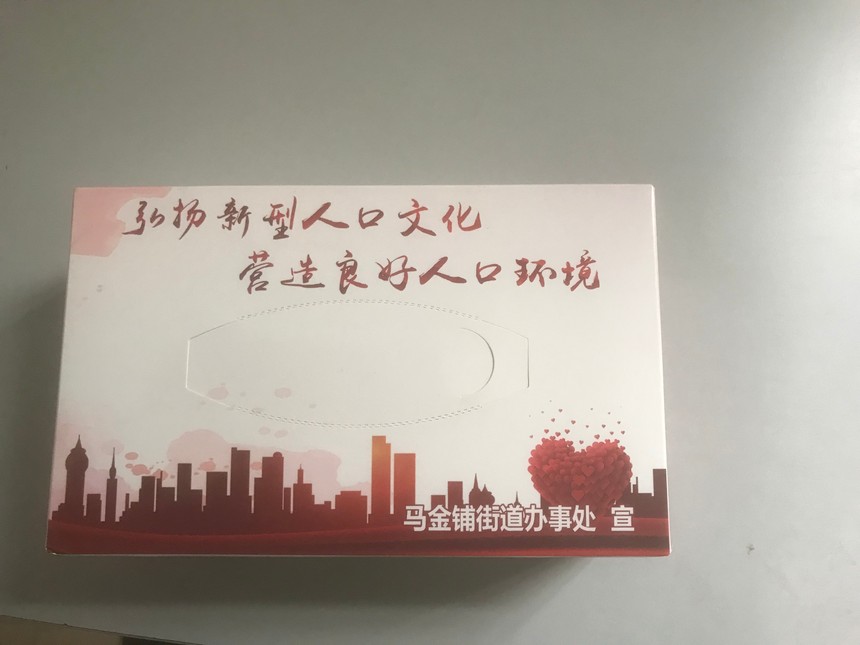 弘扬新型人口文化
营造良好人口环境
马金铺街道办事处 宣